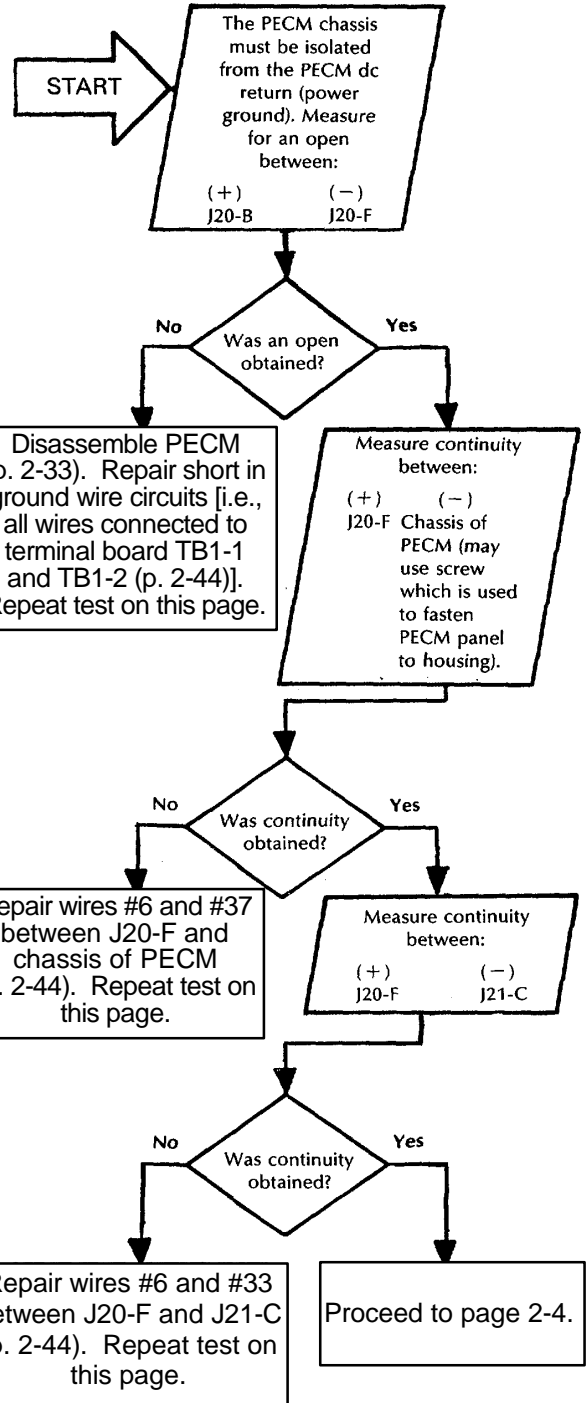 START
The PECM chassis
must be isolated
from the PECM dc
return (power
ground). Measure
for an open
between:
(+) (−)
J20-B J20-F
No Yes
Was an open
obtained?
Disassemble PECM
p. 2-33). Repair short in
ground wire circuits [i.e.,
all wires connected to
terminal board TB1-1
and TB1-2 (p. 2-44)].
Repeat test on this page.
Measure continuity
between:
(+) (−)
J20-F Chassis of
PECM (may
use screw
which is used
to fasten
PECM panel
to housing).
No Yes
Was continuity
obtained?
epair wires #6 and #37
between J20-F and
chassis of PECM
. 2-44). Repeat test on
this page.
Measure continuity
between:
(+) (−)
J20-F J21-C
No Yes
Was continuity
obtained?
Repair wires #6 and #33
etween J20-F and J21-C
p. 2-44). Repeat test on
this page.
Proceed to page 2-4.